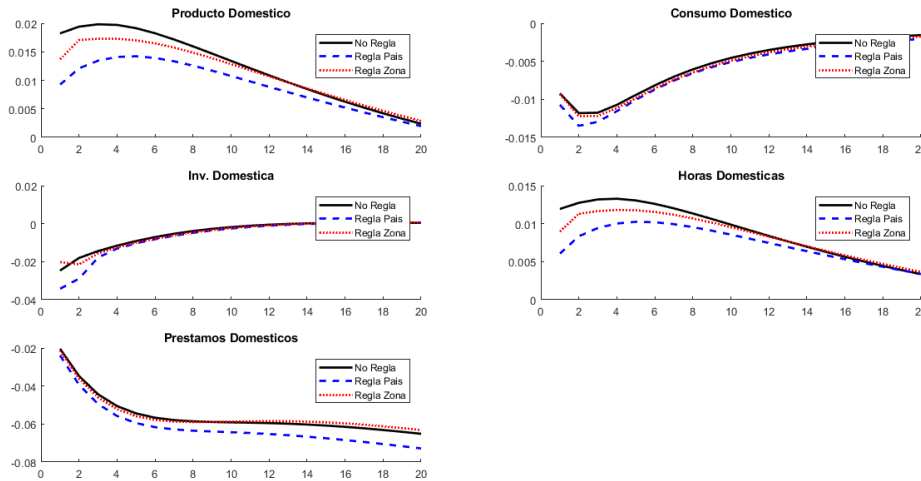 Producto Domestico
0.02
0.015
0.01
0.005
0
0 2 4 6 8 10 12 14 16 18 20
No Regla
Regla Pais
Regla Zona
Consumo Domestico
0
-0.005
-0.01
-0.015
0 2 4 6 8 10 12 14 16 18 20
No Regla
Regla Pais
Regla Zona
Inv. Domestica
0.02
0
-0.02
-0.04
0 2 4 6 8 10 12 14 16 18 20
No Regla
Regla Pais
Regla Zona
Horas Domesticas
0.015
0.01
0.005
0
0 2 4 6 8 10 12 14 16 18 20
No Regla
Regla Pais
Regla Zona
Prestamos Domesticos
-0.02
-0.04
-0.06
-0.08
0 2 4 6 8 10 12 14 16 18 20
No Regla
Regla Pais
Regla Zona